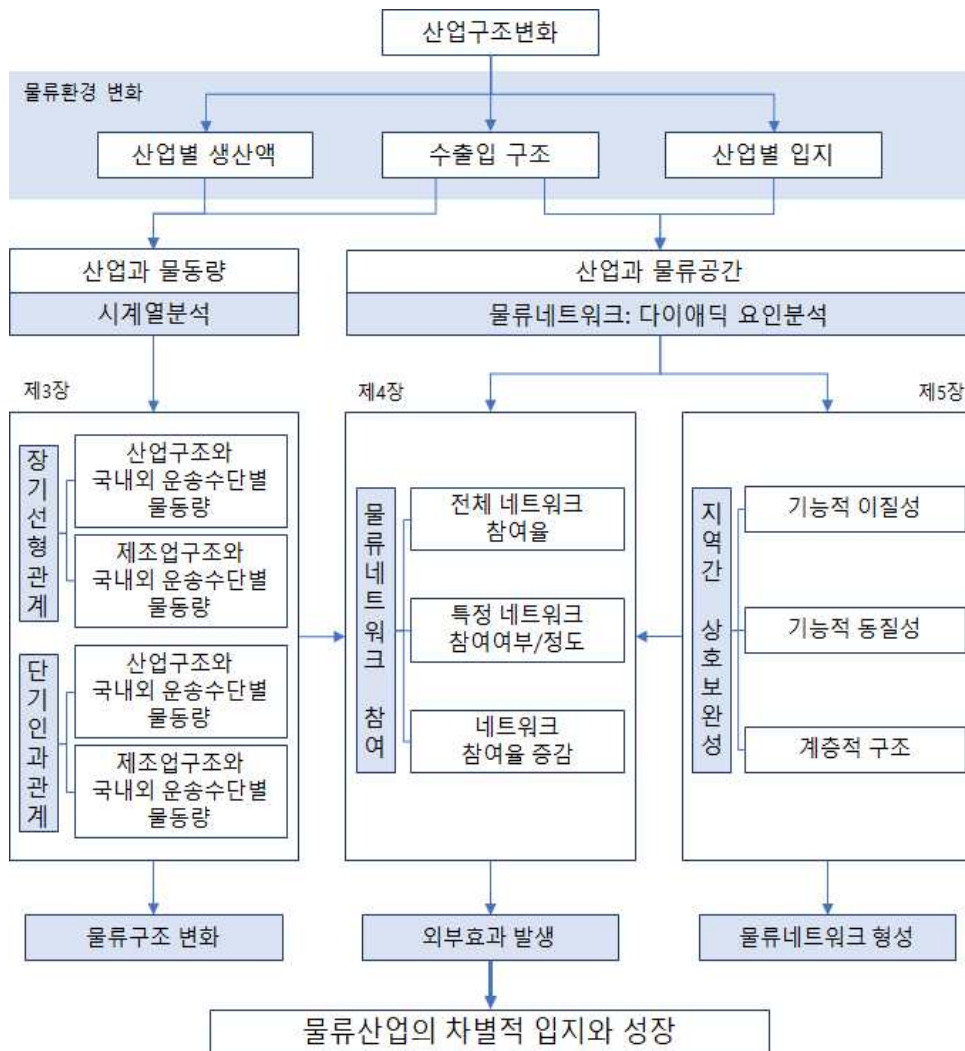 산업구조변화
물류환경 변화
산업별 생산액
수출입 구조
산업별 입지
산업과 물동량
시계열분석
산업과 물류공간
물류네트워크: 다이애딕 요인분석
제3장
장기선형관계
산업구조와
국내외 운송수단별
물동량
제조업구조와
국내외 운송수단별
물동량
단기인과관계
산업구조와
국내외 운송수단별
물동량
제조업구조와
국내외 운송수단별
물동량
제4장
물류네트워크 참여
전체 네트워크
참여율
특정 네트워크
참여여부/정도
네트워크
참여율 증감
제5장
지역간 상호보완성
기능적 이질성
기능적 동질성
계층적 구조
물류구조 변화
외부효과 발생
물류네트워크 형성
물류산업의 차별적 입지와 성장